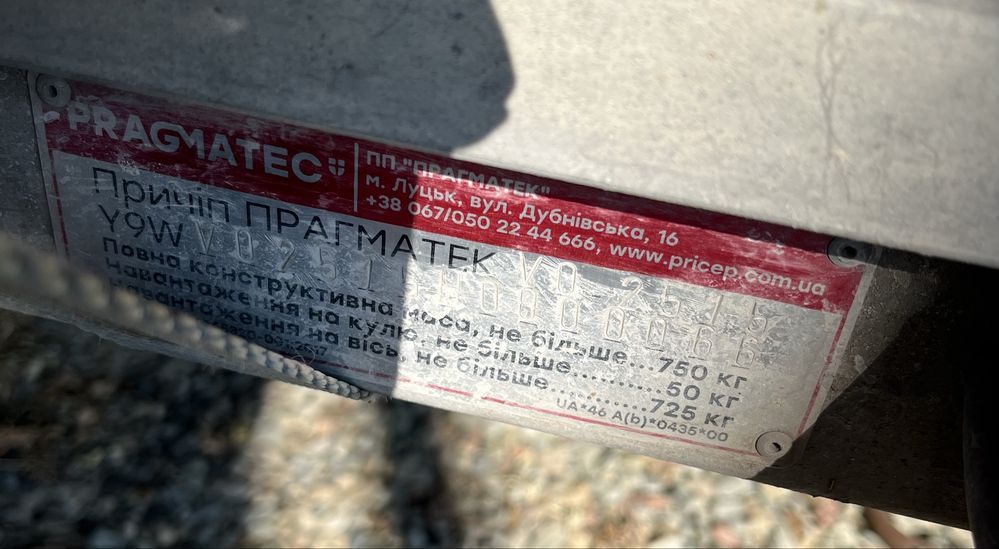 PRAGMATEC
ПП "ПРАГМАТЕК"
м. Луцьк, вул. Дубнівська, 16
+38 067/050 22 44 666, www.pricep.com.ua
Причіп ПРАГМАТЕК
Y9W
Повна конструктивна маса, не більше....750 кг
Навантаження на кулю, не більше............50 кг
Навантаження на вісь, не більше............725 кг
UA*46 A(b)*0435*00